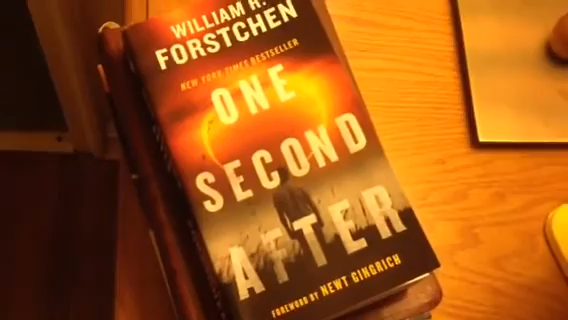 WILLIAM R.
FORSTCHEN
NEW YORK TIMES BESTSELLER
ONE
SECOND
AFTER
FOREWORD BY NEWT GINGRICH